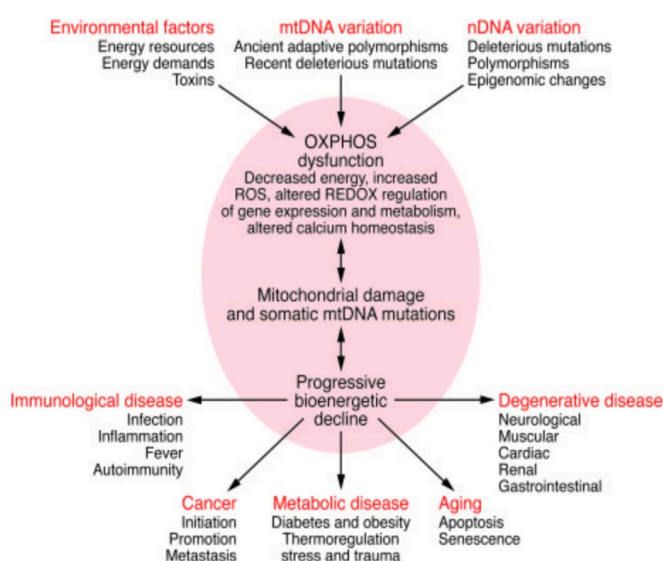 Environmental factors
Energy resources
Energy demands
Toxins
mtDNA variation
Ancient adaptive polymorphisms
Recent deleterious mutations
nDNA variation
Deleterious mutations
Polymorphisms
Epigenomic changes
OXPHOS
dysfunction
Decreased energy, increased
ROS, altered REDOX regulation
of gene expression and metabolism,
altered calcium homeostasis
Mitochondrial damage
and somatic mtDNA mutations
Progressive
bioenergetic
decline
Immunological disease
Infection
Inflammation
Fever
Autoimmunity
Degenerative disease
Neurological
Muscular
Cardiac
Renal
Gastrointestinal
Cancer
Initiation
Promotion
Metastasis
Metabolic disease
Diabetes and obesity
Thermoregulation
stress and trauma
Aging
Apoptosis
Senescence